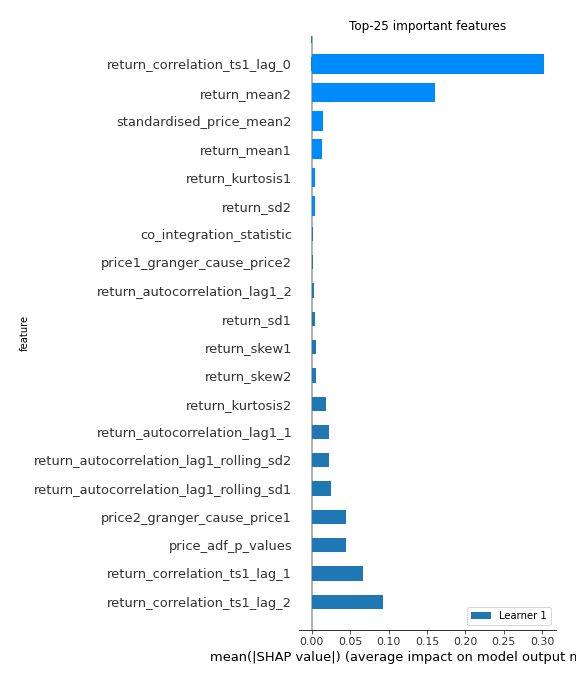 Top-25 important features
return_correlation_ts1_lag_0
return_mean2
standardised_price_mean2
return_mean1
return_kurtosis1
return_sd2
co_integration_statistic
price1_granger_cause_price2
return_autocorrelation_lag1_2
return_sd1
return_skew1
return_skew2
return_kurtosis2
return_autocorrelation_lag1_1
return_autocorrelation_lag1_rolling_sd2
return_autocorrelation_lag1_rolling_sd1
price2_granger_cause_price1
price_adf_p_values
return_correlation_ts1_lag_1
return_correlation_ts1_lag_2
feature
Learner 1
0.00 0.05 0.10 0.15 0.20 0.25 0.30
mean(|SHAP value|) (average impact on model output